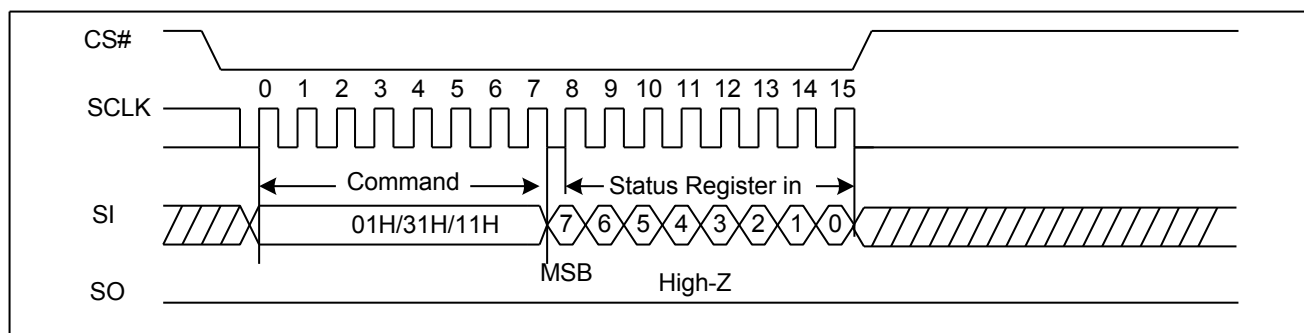 CS#
0 1 2 3 4 5 6 7 8 9 10 11 12 13 14 15
SCLK
Command Status Register in
SI 01H/31H/11H 7 6 5 4 3 2 1 0
MSB High-Z
SO